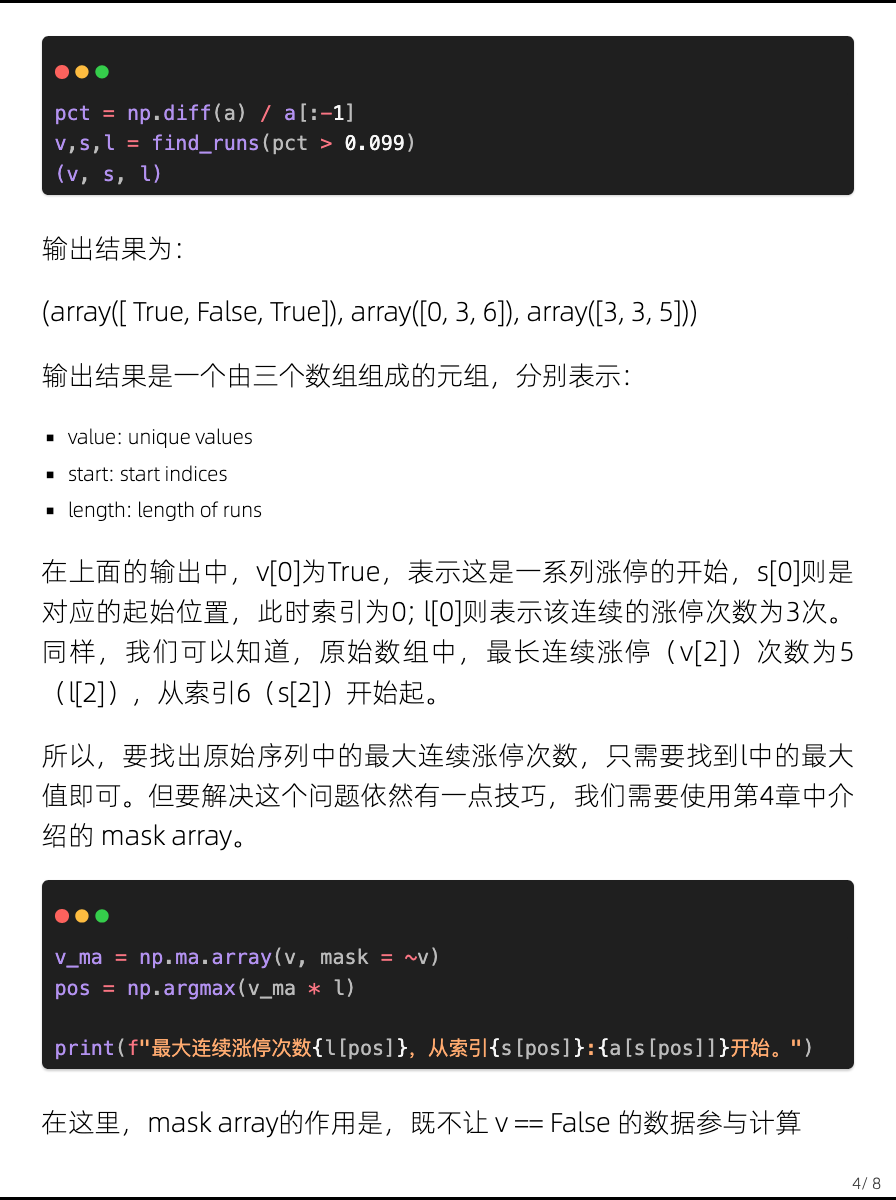 pct = np.diff(a) / a[:-1]
v,s,l = find_runs(pct > 0.099)
(v, s, l)
输出结果为：
(array([ True, False, True]), array([0, 3, 6]), array([3, 3, 5]))
输出结果是一个由三个数组组成的元组，分别表示：
▪ value: unique values
▪ start: start indices
▪ length: length of runs
在上面的输出中，v[0]为True，表示这是一系列涨停的开始，s[0]则是
对应的起始位置，此时索引为0; l[0]则表示该连续的涨停次数为3次。
同样，我们可以知道，原始数组中，最长连续涨停（v[2]）次数为5
（l[2]），从索引6（s[2]）开始起。
所以，要找出原始序列中的最大连续涨停次数，只需要找到l中的最大
值即可。但要解决这个问题依然有一点技巧，我们需要使用第4章中介
绍的 mask array。
v_ma = np.ma.array(v, mask = ~v)
pos = np.argmax(v_ma * l)
print(f"最大连续涨停次数{l[pos]}，从索引{s[pos]}:{a[s[pos]]}开始。")
在这里，mask array的作用是，既不让 v == False 的数据参与计算
4/ 8